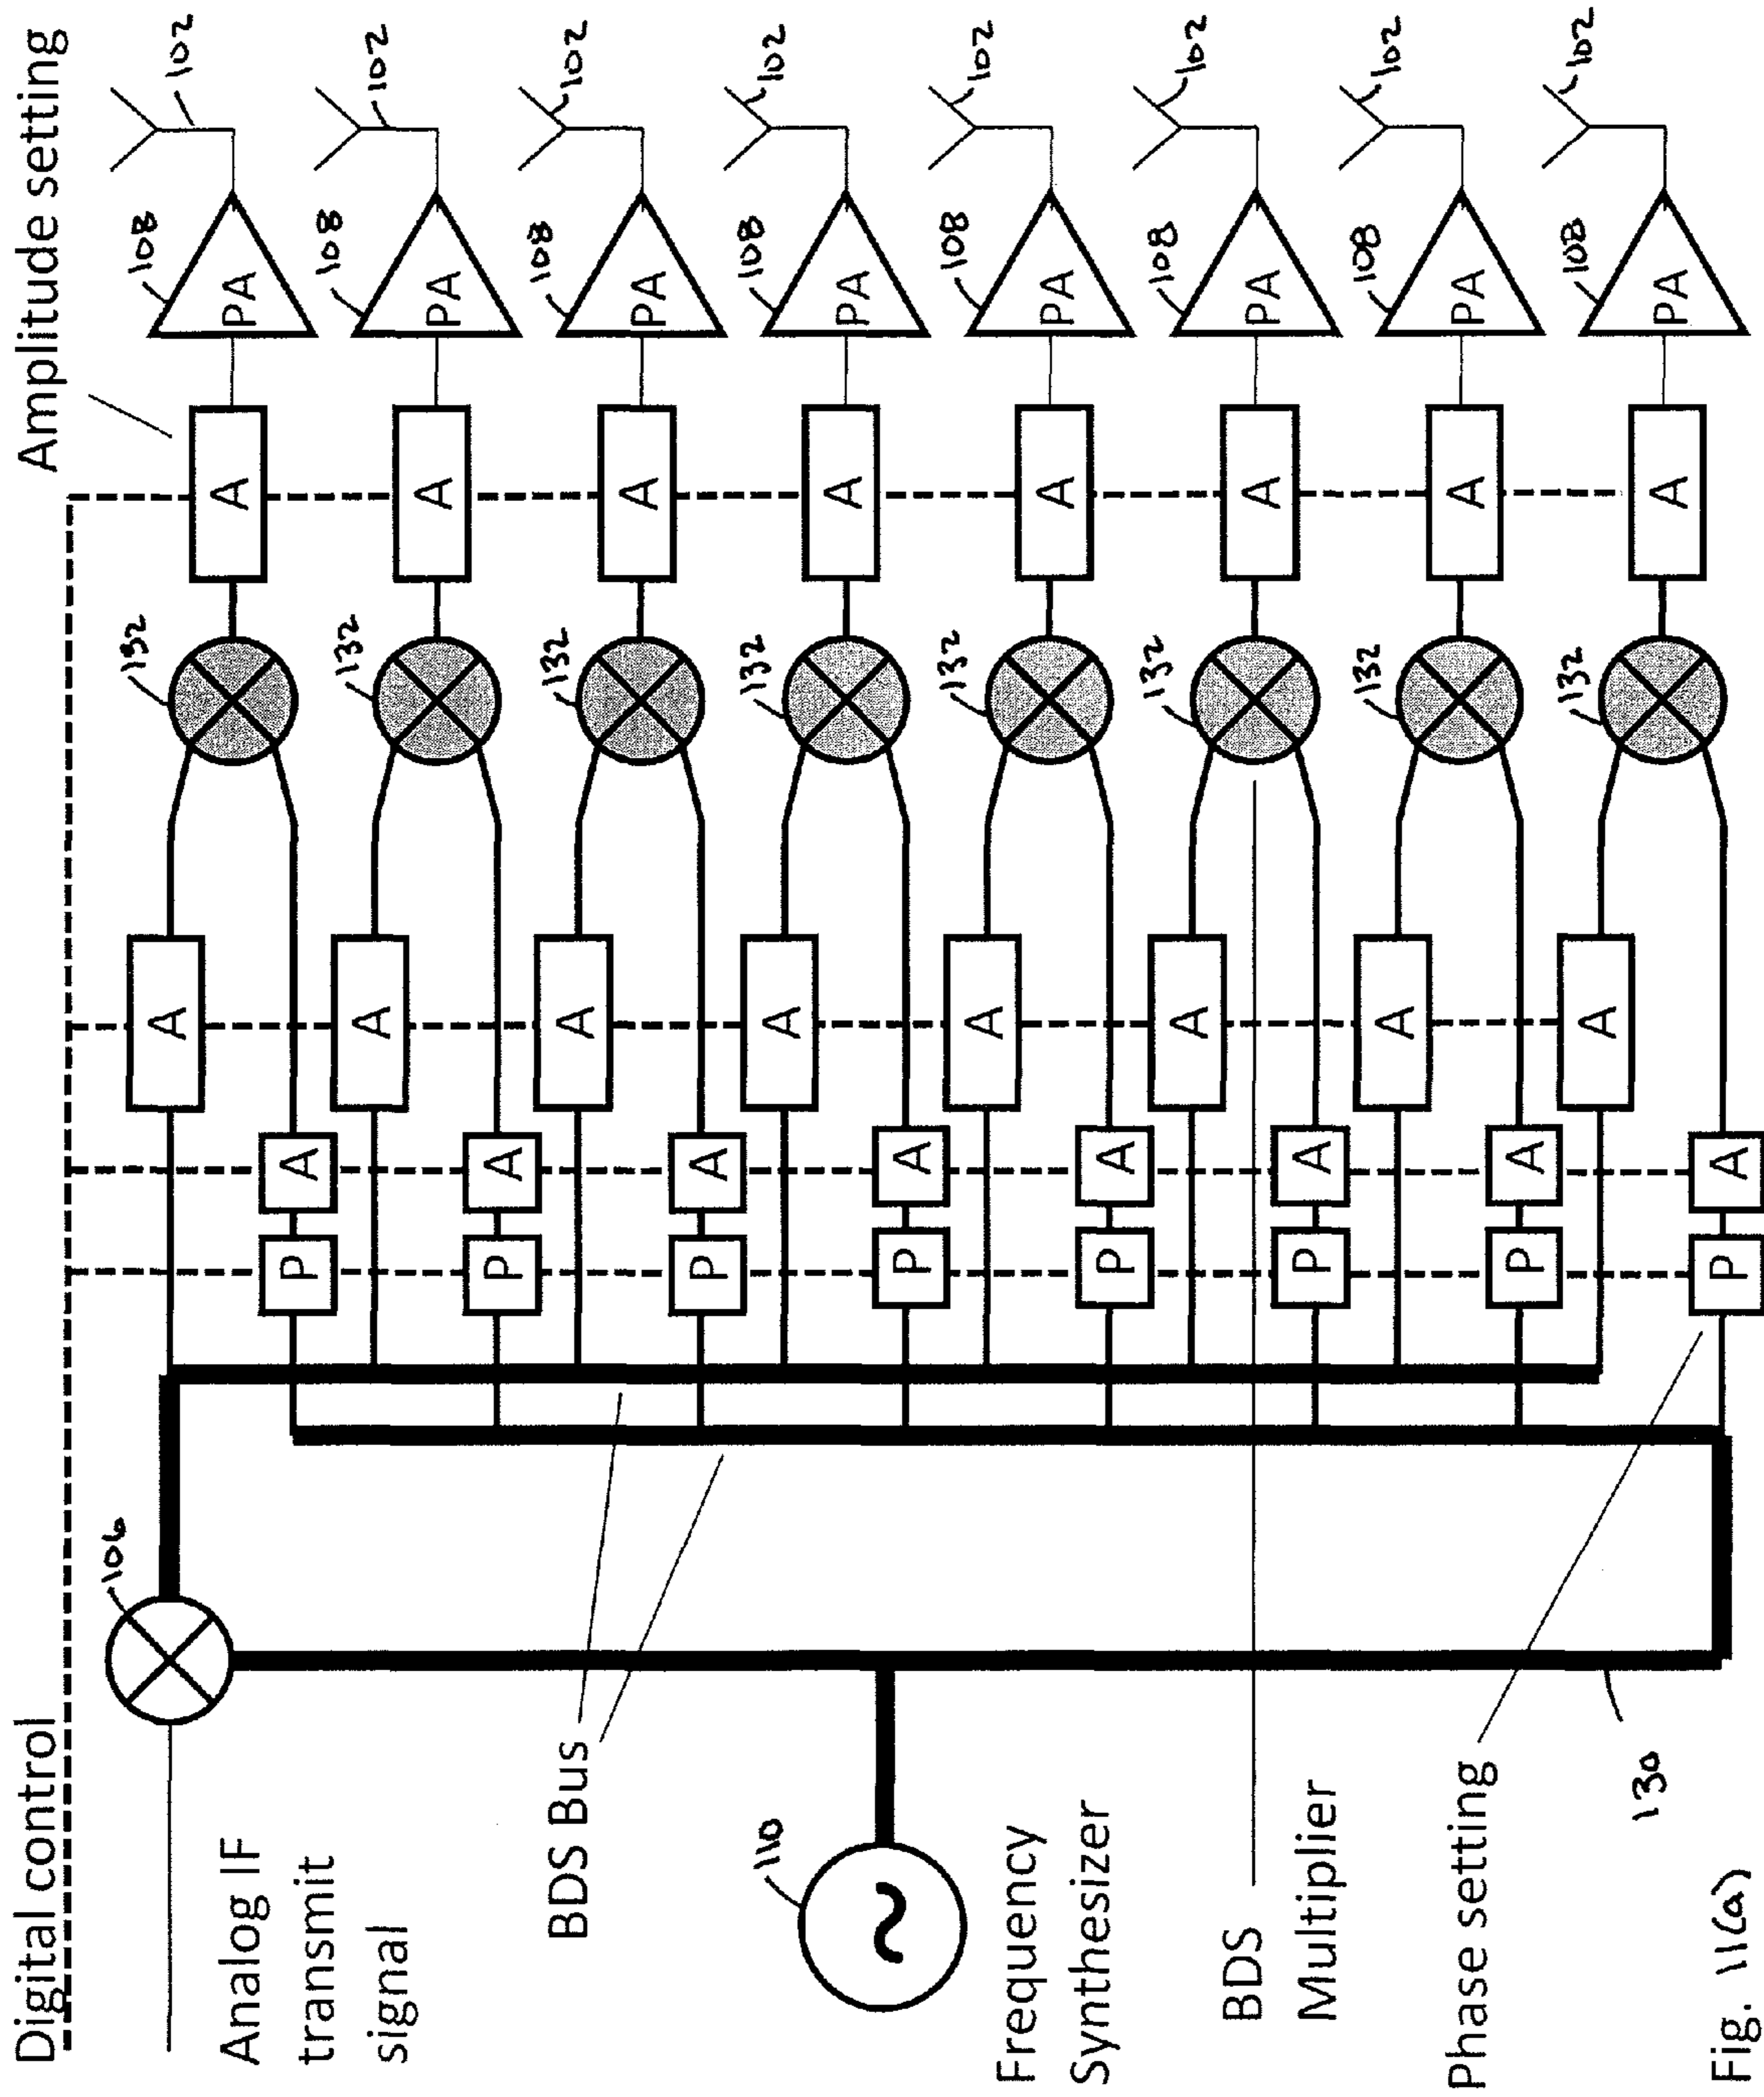 Digital control
Amplitude setting
106
132
108
102
A
A
PA
P
A
132
108
102
A
A
PA
P
A
132
108
102
A
A
PA
P
A
132
108
102
A
A
PA
P
A
132
108
102
A
A
PA
P
A
132
108
102
A
A
PA
P
A
132
108
102
A
A
PA
P
A
132
108
102
A
A
PA
P
A
Analog IF
transmit
signal
BDS Bus
110
Frequency
Synthesizer
BDS
Multiplier
Phase setting
130
Fig. 11(a)